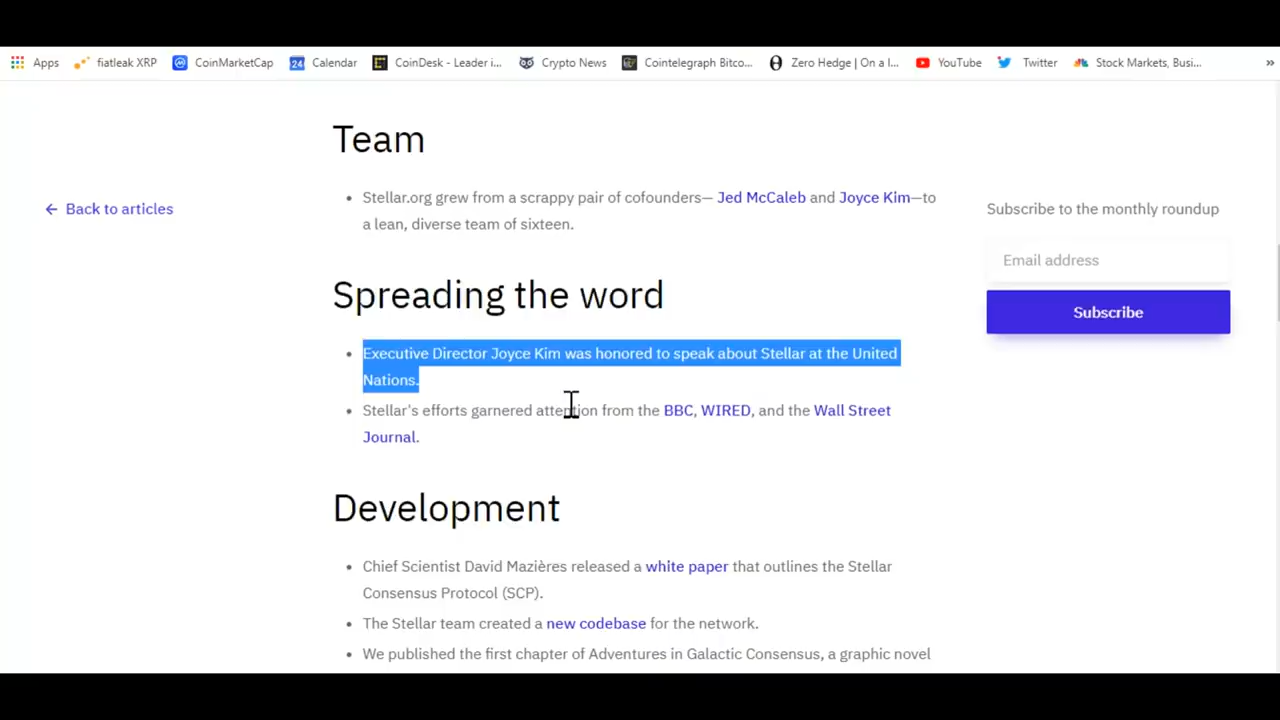 Apps fiatleak XRP CoinMarketCap 24 Calendar CoinDesk - Leader i... Crypto News Cointelegraph Bitco... Zero Hedge | On a l... YouTube Twitter Stock Markets, Busi... »
Team
← Back to articles
• Stellar.org grew from a scrappy pair of cofounders— Jed McCaleb and Joyce Kim—to
a lean, diverse team of sixteen.
Subscribe to the monthly roundup
Email address
Subscribe
Spreading the word
• Executive Director Joyce Kim was honored to speak about Stellar at the United
Nations.
• Stellar's efforts garnered attention from the BBC, WIRED, and the Wall Street
Journal.
Development
• Chief Scientist David Mazières released a white paper that outlines the Stellar
Consensus Protocol (SCP).
• The Stellar team created a new codebase for the network.
• We published the first chapter of Adventures in Galactic Consensus, a graphic novel